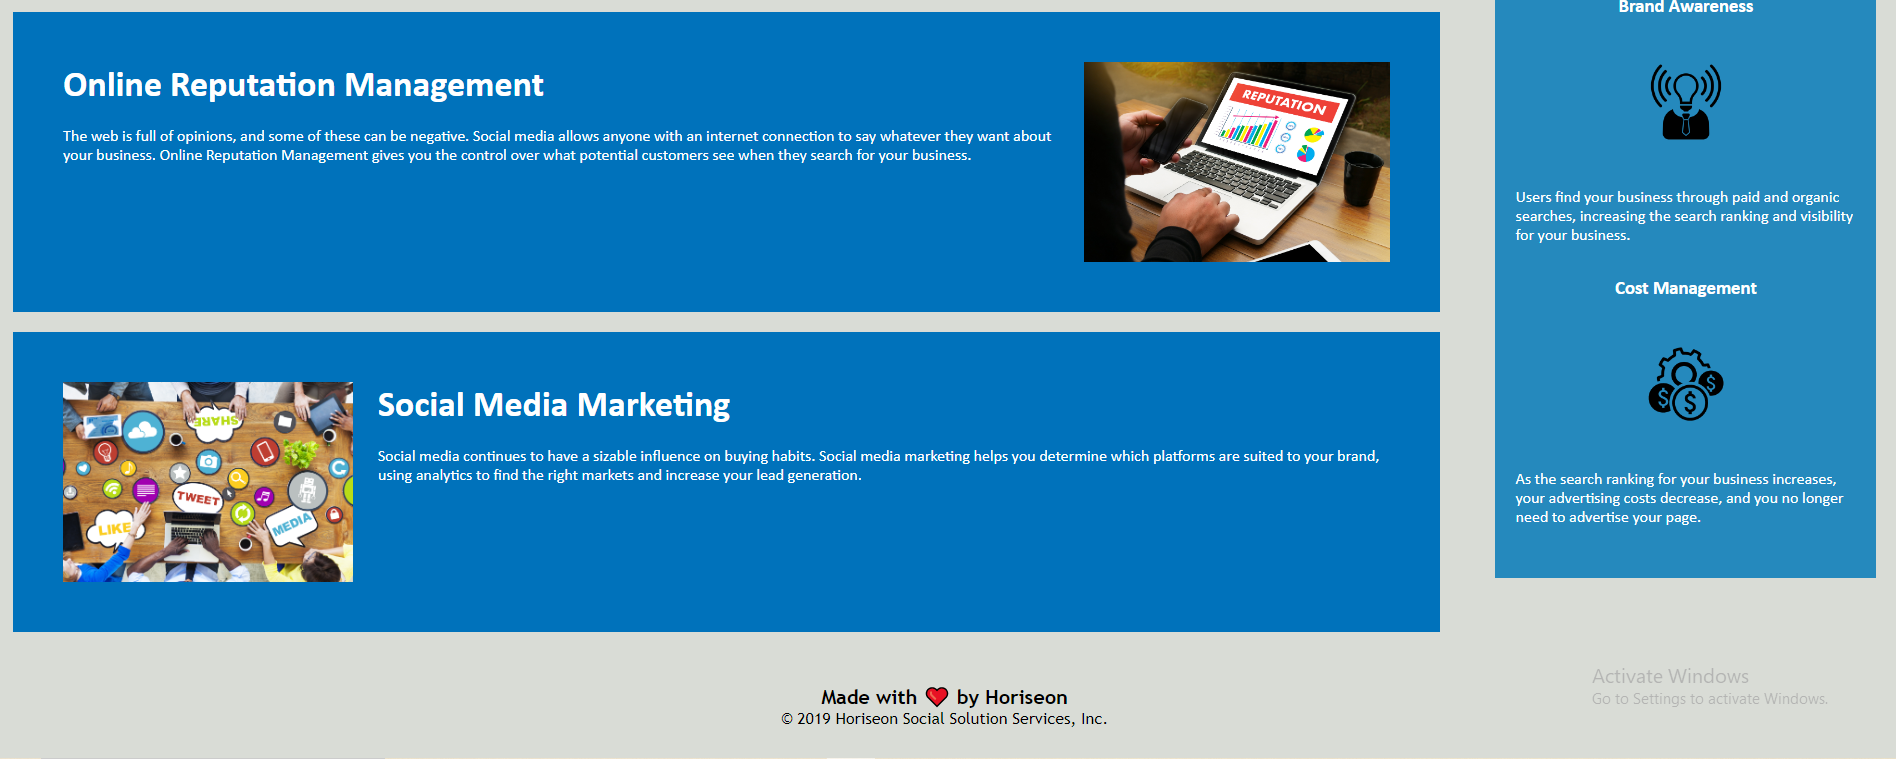 Online Reputation Management
The web is full of opinions, and some of these can be negative. Social media allows anyone with an internet connection to say whatever they want about
your business. Online Reputation Management gives you the control over what potential customers see when they search for your business.
REPUTATION
Social Media Marketing
Social media continues to have a sizable influence on buying habits. Social media marketing helps you determine which platforms are suited to your brand,
using analytics to find the right markets and increase your lead generation.
SHARE
TWEET
LIKE
MEDIA
Brand Awareness
Users find your business through paid and organic
searches, increasing the search ranking and visibility
for your business.
Cost Management
$
$
$
As the search ranking for your business increases,
your advertising costs decrease, and you no longer
need to advertise your page.
Activate Windows
Go to Settings to activate Windows.
Made with ❤️ by Horiseon
© 2019 Horiseon Social Solution Services, Inc.